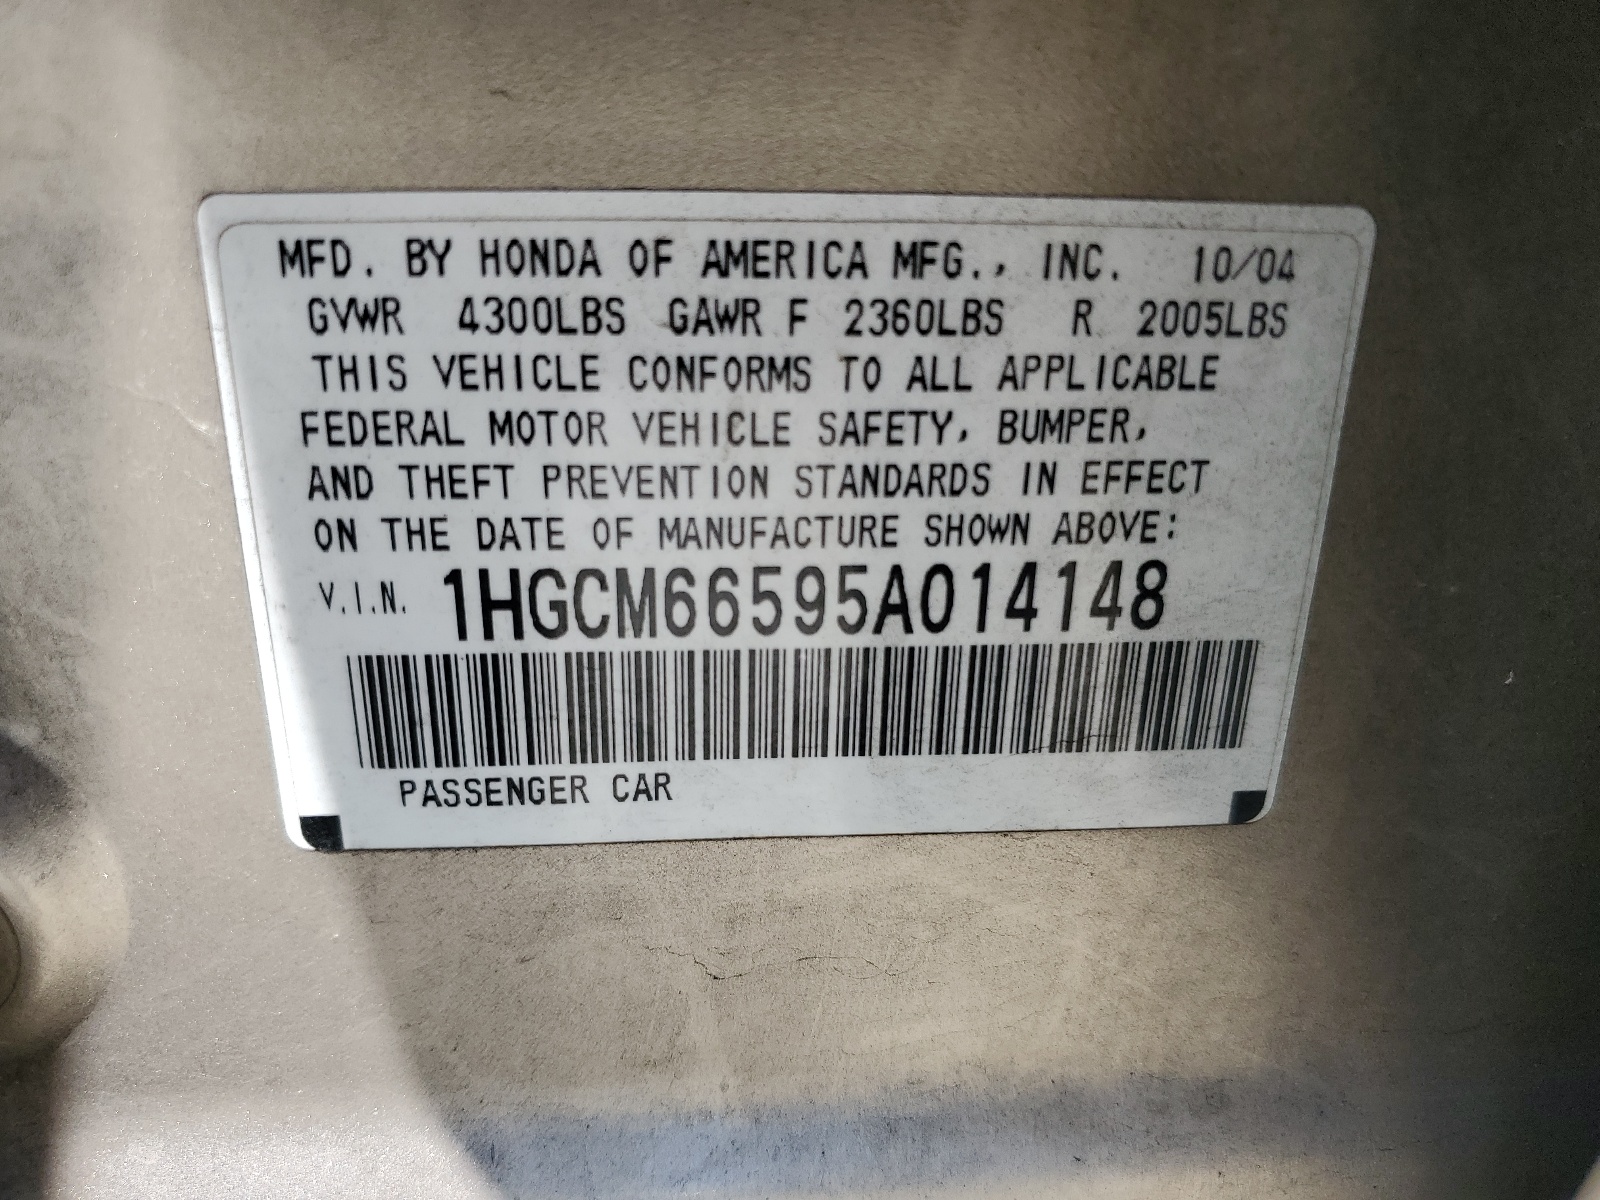 MFD. BY HONDA OF AMERICA MFG., INC. 10/04
GVWR 4300LBS GAWR F 2360LBS R 2005LBS
THIS VEHICLE CONFORMS TO ALL APPLICABLE
FEDERAL MOTOR VEHICLE SAFETY, BUMPER,
AND THEFT PREVENTION STANDARDS IN EFFECT
ON THE DATE OF MANUFACTURE SHOWN ABOVE:
V.I.N. 1HGCM66595A014148
PASSENGER CAR